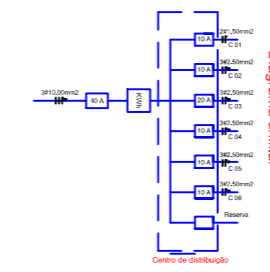 2#1,50mm2
10 A
C 01
3#2.50mm2
10 A
C 02
3#10,00mm2
40 A
KWh
3#2.50mm2
20 A
C 03
3#2.50mm2
10 A
C 04
3#2.50mm2
10 A
C 05
3#2.50mm2
10 A
C 06
Reserva
Centro de distribuição